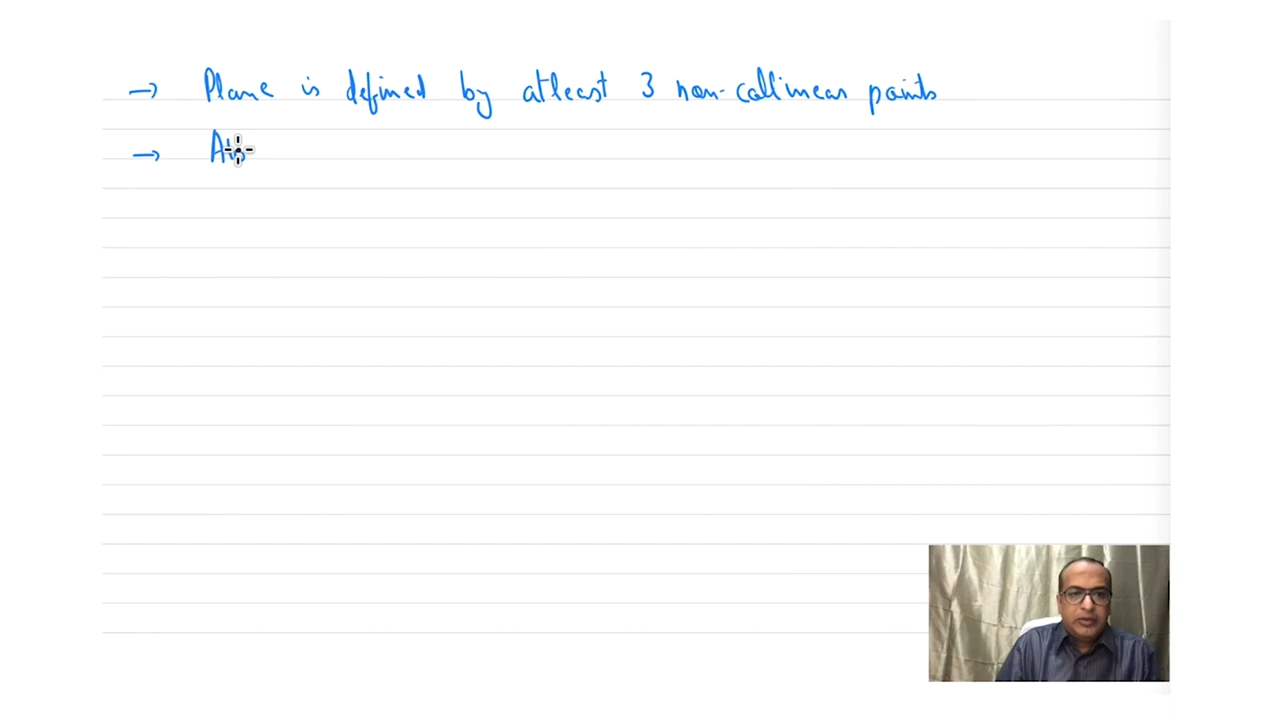 → Plane is defined by atleast 3 non-collinear points
→